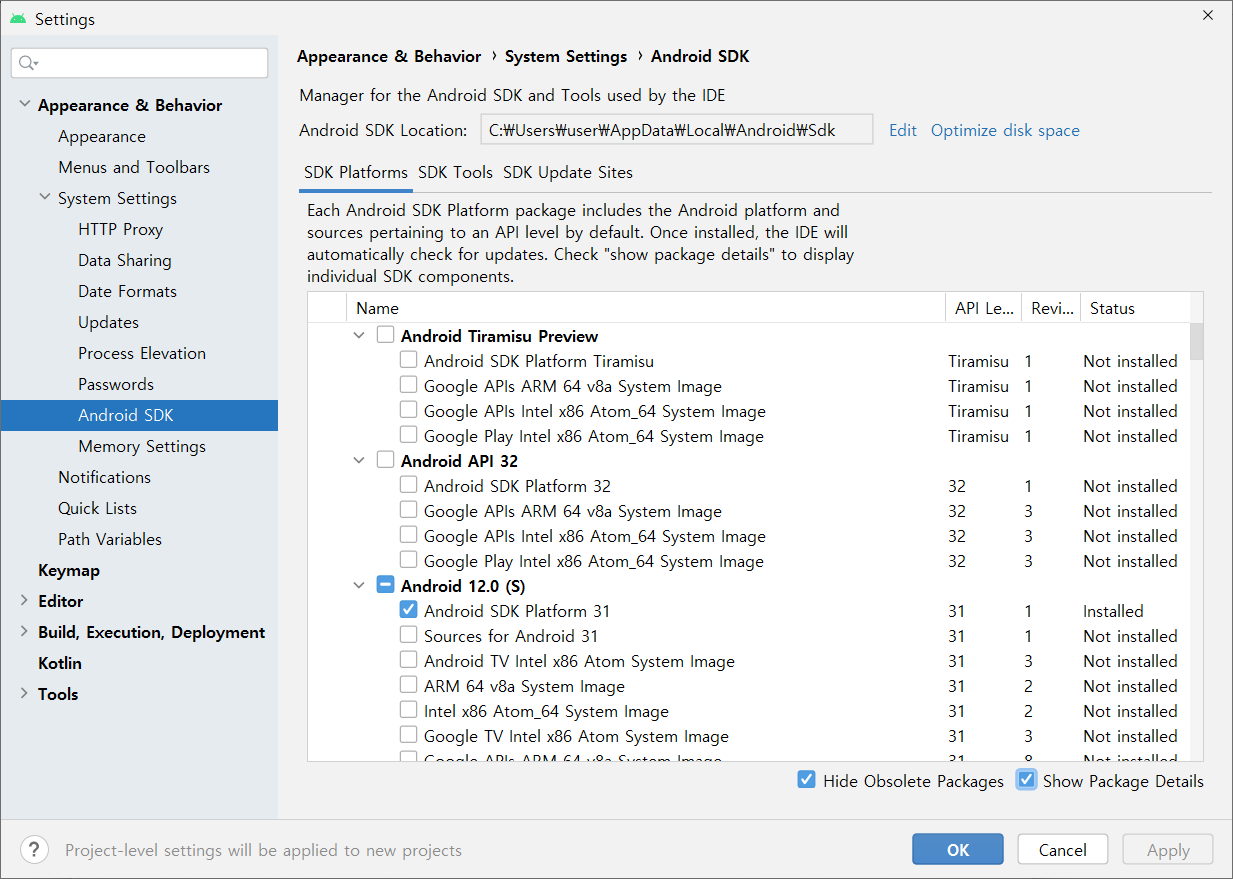 Settings
Appearance & Behavior › System Settings › Android SDK
Appearance & Behavior
Appearance
Menus and Toolbars
System Settings
HTTP Proxy
Data Sharing
Date Formats
Updates
Process Elevation
Passwords
Android SDK
Memory Settings
Notifications
Quick Lists
Path Variables
Keymap
Editor
Build, Execution, Deployment
Kotlin
Tools
Manager for the Android SDK and Tools used by the IDE
Android SDK Location: C:₩Users₩user₩AppData₩Local₩Android₩Sdk Edit Optimize disk space
SDK Platforms SDK Tools SDK Update Sites
Each Android SDK Platform package includes the Android platform and
sources pertaining to an API level by default. Once installed, the IDE will
automatically check for updates. Check "show package details" to display
individual SDK components.
Name API Le... Revi... Status
Android Tiramisu Preview
Android SDK Platform Tiramisu Tiramisu 1 Not installed
Google APIs ARM 64 v8a System Image Tiramisu 1 Not installed
Google APIs Intel x86 Atom_64 System Image Tiramisu 1 Not installed
Google Play Intel x86 Atom_64 System Image Tiramisu 1 Not installed
Android API 32
Android SDK Platform 32 32 1 Not installed
Google APIs ARM 64 v8a System Image 32 3 Not installed
Google APIs Intel x86 Atom_64 System Image 32 3 Not installed
Google Play Intel x86 Atom_64 System Image 32 3 Not installed
Android 12.0 (S)
Android SDK Platform 31 31 1 Installed
Sources for Android 31 31 1 Not installed
Android TV Intel x86 Atom System Image 31 3 Not installed
ARM 64 v8a System Image 31 2 Not installed
Intel x86 Atom_64 System Image 31 2 Not installed
Google TV Intel x86 Atom System Image 31 3 Not installed
Google APIs ARM 64 v8a System Image 31 8 Not installed
Hide Obsolete Packages Show Package Details
? Project-level settings will be applied to new projects
OK Cancel Apply